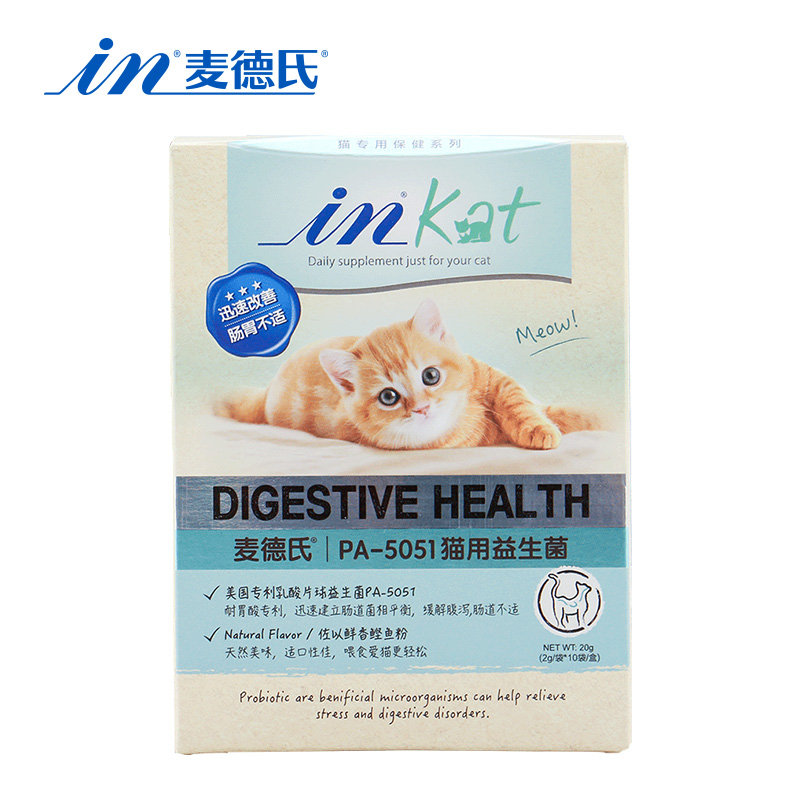 in® 麦德氏®
猫专用保健系列
in® Kat
Daily supplement just for your cat
迅速改善
肠胃不适
Meow!
DIGESTIVE HEALTH
麦德氏® | PA-5051猫用益生菌
✓ 美国专利乳酸片球益生菌PA-5051
耐胃酸专利, 迅速建立肠道菌相平衡, 缓解腹泻,肠道不适
✓ Natural Flavor / 佐以鲜香鲣鱼粉
天然美味, 适口性佳, 喂食爱猫更轻松
NET WT: 20g
(2g/袋*10袋/盒)
Probiotic are benificial microorganisms can help relieve
stress and digestive disorders.